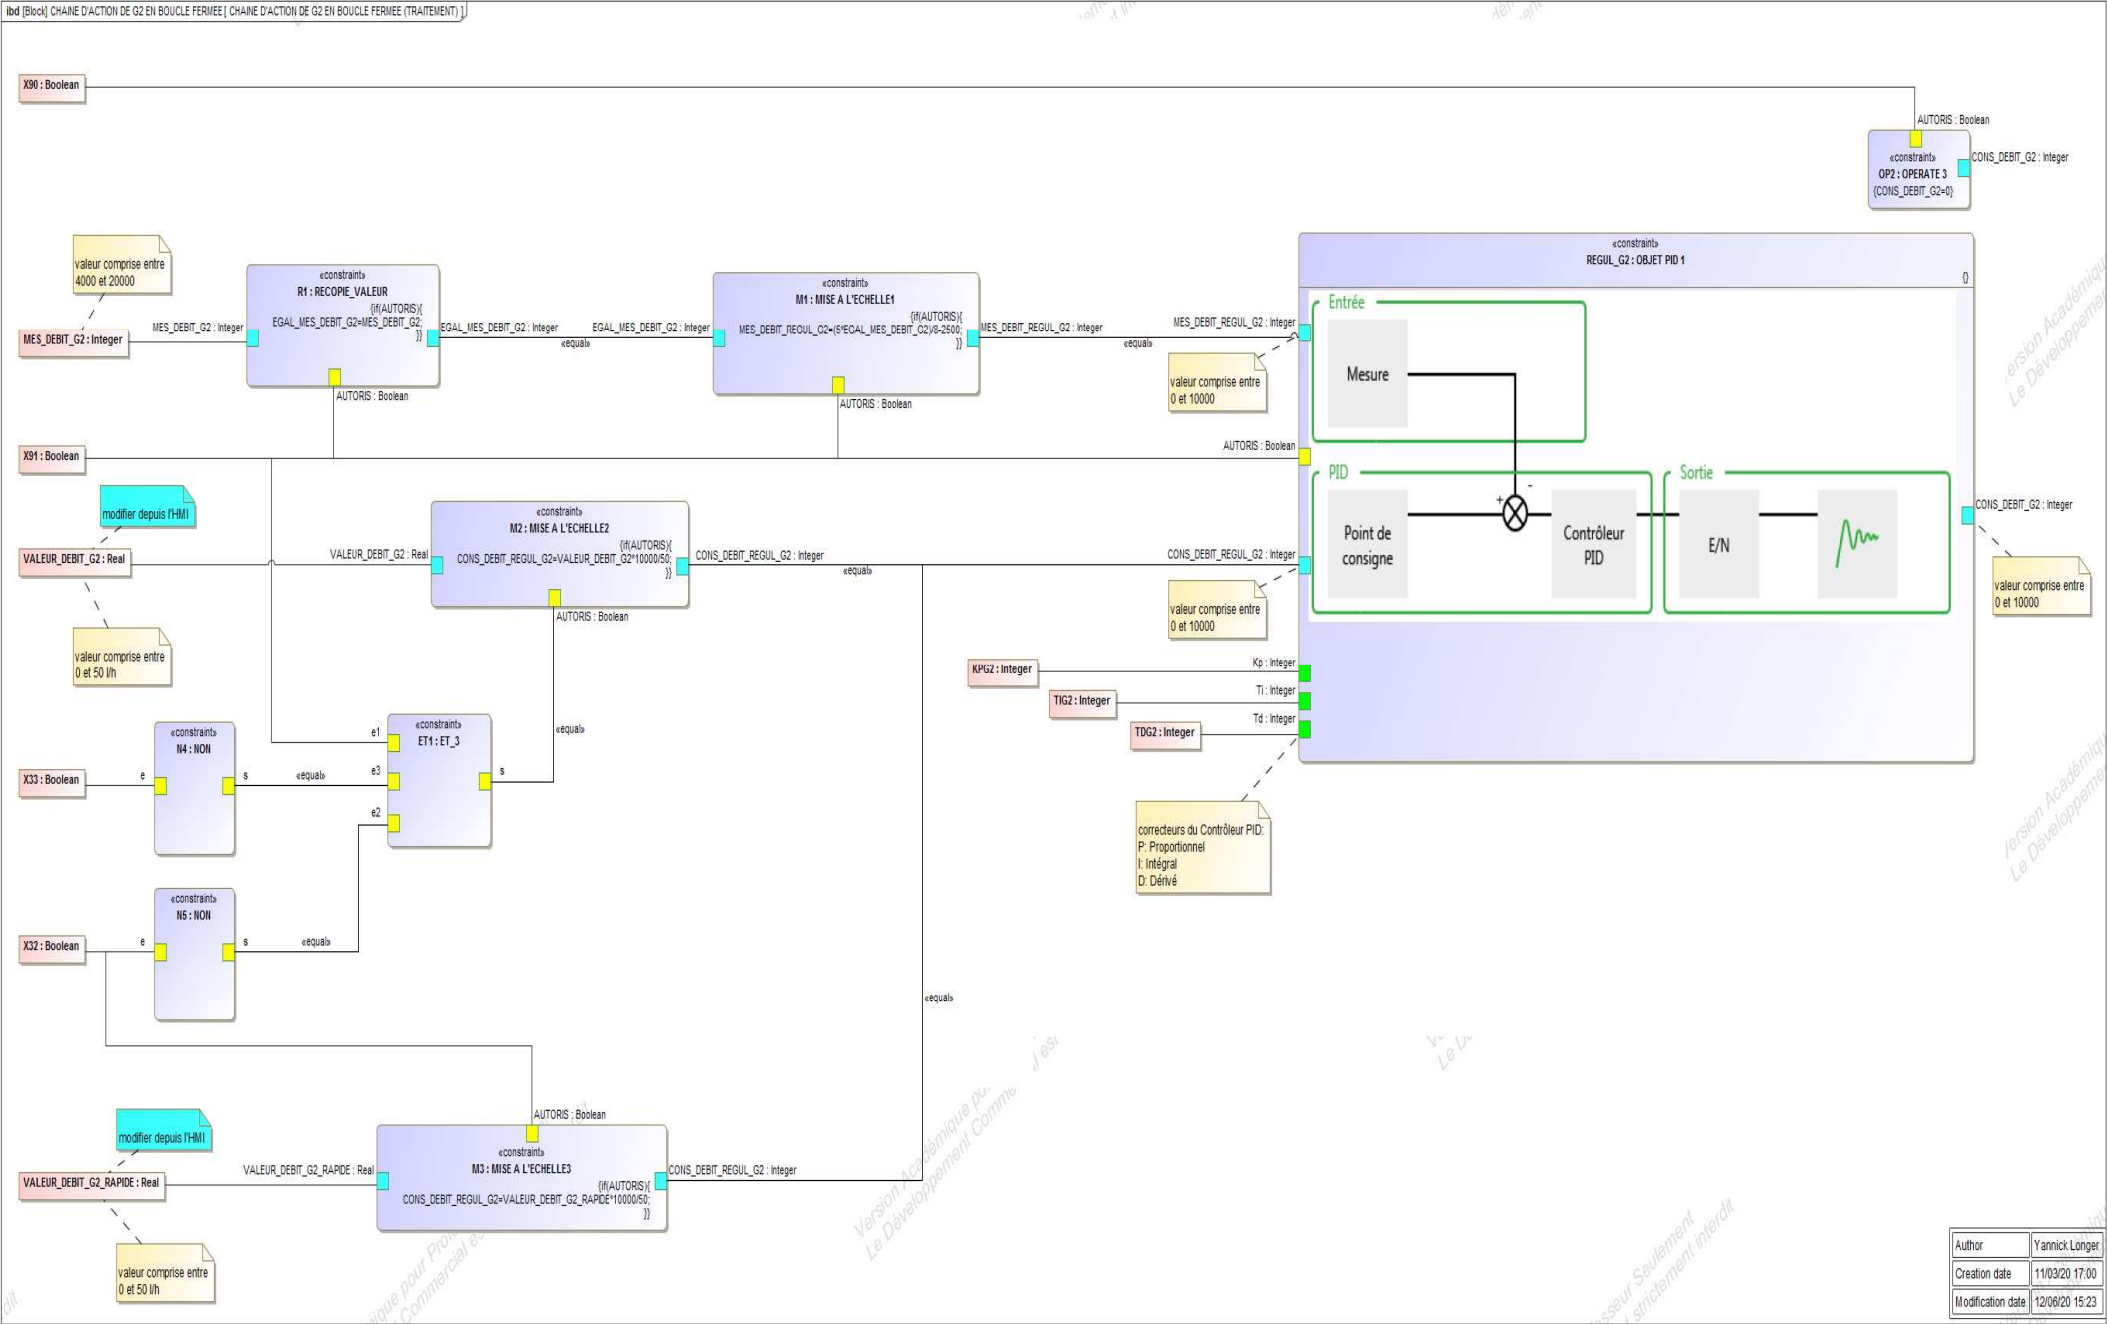 ibd [Block] CHAINE D'ACTION DE G2 EN BOUCLE FERMEE [ CHAINE D'ACTION DE G2 EN BOUCLE FERMEE (TRAITEMENT) ]
X90 : Boolean
AUTORIS : Boolean
«constraint»
OP2 : OPERATE 3
{CONS_DEBIT_G2=0}
CONS_DEBIT_G2 : Integer
valeur comprise entre
4000 et 20000
MES_DEBIT_G2 : Integer
MES_DEBIT_G2 : Integer
«constraint»
R1 : RECOPIE_VALEUR
{if(AUTORIS){
EGAL_MES_DEBIT_G2=MES_DEBIT_G2;
}}
AUTORIS : Boolean
EGAL_MES_DEBIT_G2 : Integer
«equal»
EGAL_MES_DEBIT_G2 : Integer
«constraint»
M1 : MISE A L'ECHELLE1
{if(AUTORIS){
MES_DEBIT_REGUL_G2=(5*EGAL_MES_DEBIT_G2)/8-2500;
}}
AUTORIS : Boolean
MES_DEBIT_REGUL_G2 : Integer
«equal»
MES_DEBIT_REGUL_G2 : Integer
valeur comprise entre
0 et 10000
«constraint»
REGUL_G2 : OBJET PID 1
{}
Entrée
Mesure
PID
Point de
consigne
+
-
Contrôleur
PID
Sortie
E/N
CONS_DEBIT_G2 : Integer
valeur comprise entre
0 et 10000
X91 : Boolean
AUTORIS : Boolean
modifier depuis l'HMI
VALEUR_DEBIT_G2 : Real
valeur comprise entre
0 et 50 l/h
VALEUR_DEBIT_G2 : Real
«constraint»
M2 : MISE A L'ECHELLE2
{if(AUTORIS){
CONS_DEBIT_REGUL_G2=VALEUR_DEBIT_G2*10000/50;
}}
AUTORIS : Boolean
CONS_DEBIT_REGUL_G2 : Integer
«equal»
CONS_DEBIT_REGUL_G2 : Integer
valeur comprise entre
0 et 10000
KPG2 : Integer
Kp : Integer
TIG2 : Integer
Ti : Integer
TDG2 : Integer
Td : Integer
correcteurs du Contrôleur PID:
P: Proportionnel
I: Intégral
D: Dérivé
X33 : Boolean
e
«constraint»
N4 : NON
s
«equal»
e1
e3
e2
«constraint»
ET1 : ET_3
s
«equal»
X32 : Boolean
e
«constraint»
N5 : NON
s
«equal»
«equal»
modifier depuis l'HMI
VALEUR_DEBIT_G2_RAPIDE : Real
valeur comprise entre
0 et 50 l/h
VALEUR_DEBIT_G2_RAPIDE : Real
AUTORIS : Boolean
«constraint»
M3 : MISE A L'ECHELLE3
{if(AUTORIS){
CONS_DEBIT_REGUL_G2=VALEUR_DEBIT_G2_RAPIDE*10000/50;
}}
CONS_DEBIT_REGUL_G2 : Integer
Author Yannick Longer
Creation date 11/03/20 17:00
Modification date 12/06/20 15:23